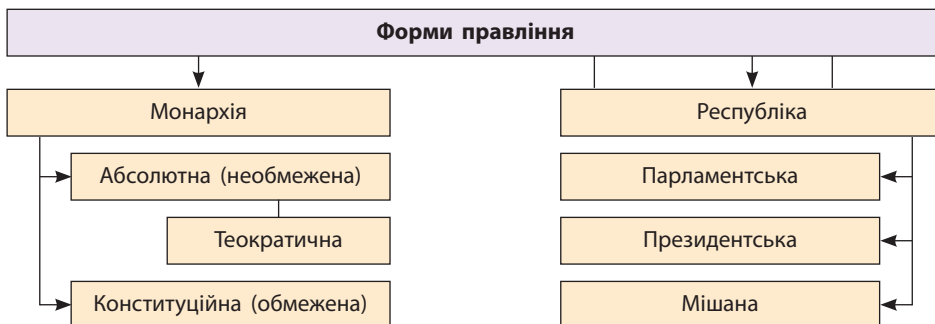 Форми правління
Монархія
Республіка
Абсолютна (необмежена)
Парламентська
Теократична
Президентська
Конституційна (обмежена)
Мішана